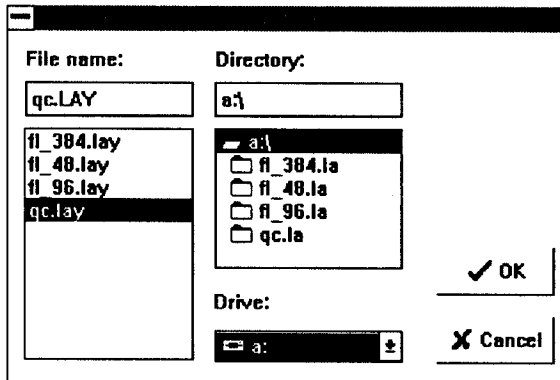 File name:
qc.LAY
fl_384.lay
fl_48.lay
fl_96.lay
qc.lay
Directory:
a:\
a:\
fl_384.la
fl_48.la
fl_96.la
qc.la
Drive:
a:
OK
Cancel